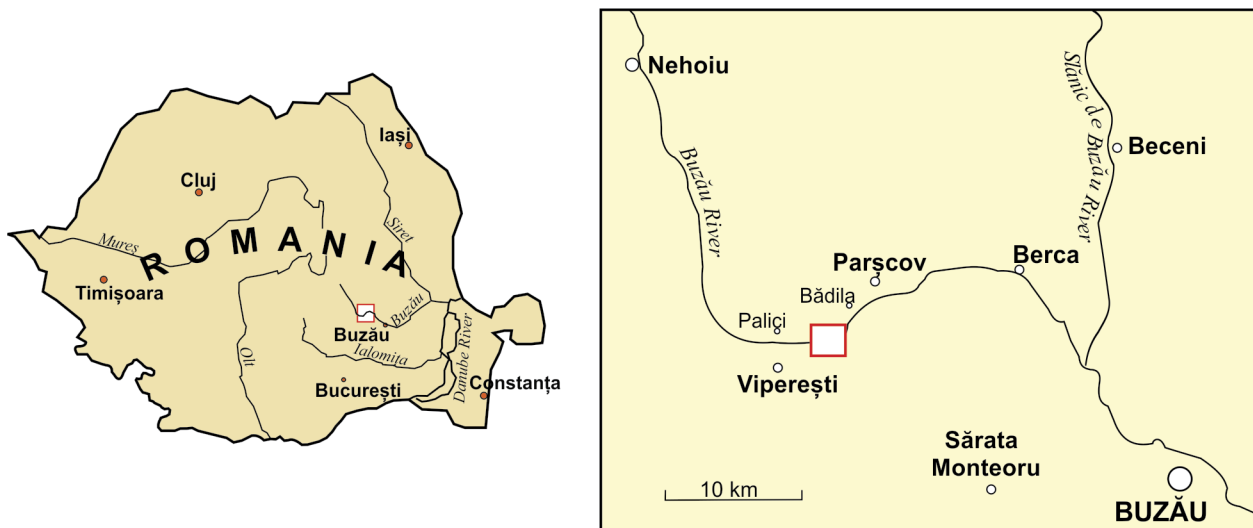 Iași
Cluj
Mureș
Siret
ROMANIA
Timișoara
Buzău
Buzău
Ialomița
Olt
Danube River
București
Constanța
Nehoiu
Slănic de Buzău River
Beceni
Buzău River
Berca
Parșcov
Bădila
Palici
Viperești
Sărata
Monteoru
10 km
BUZĂU